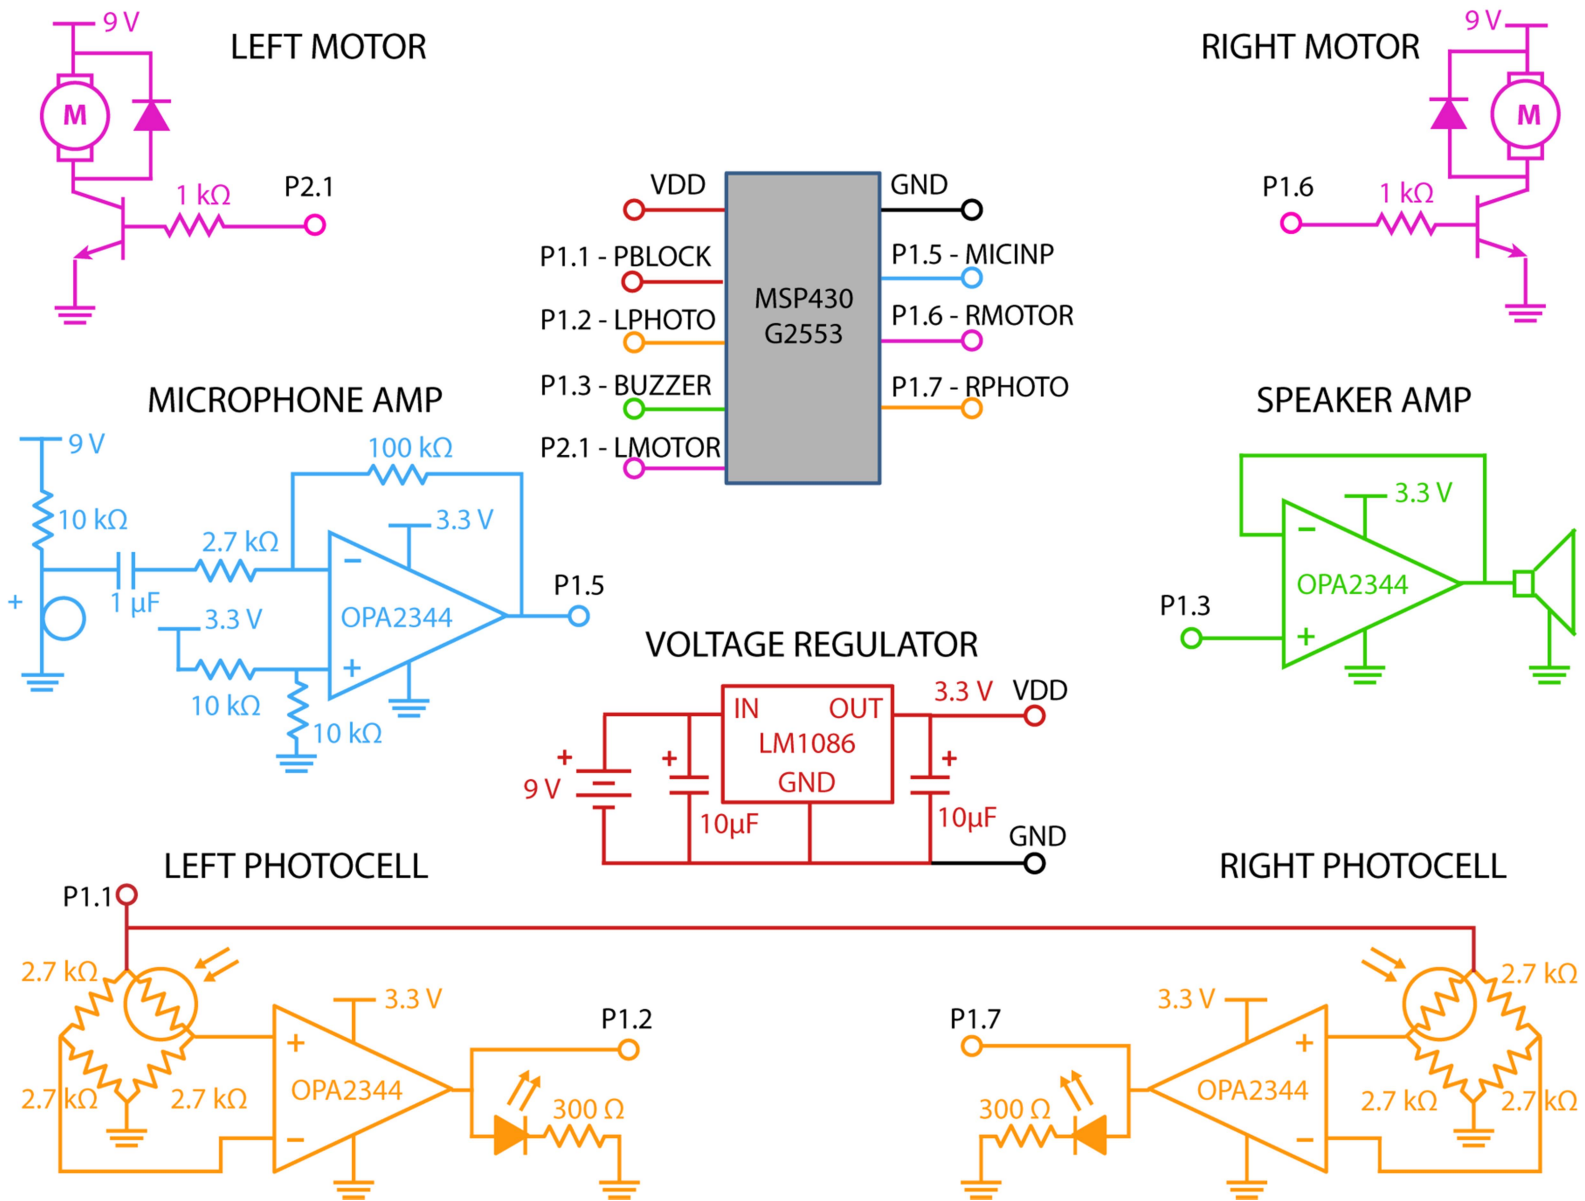 9 V
LEFT MOTOR
M
1 kΩ
P2.1
RIGHT MOTOR
9 V
M
P1.6
1 kΩ
VDD
P1.1 - PBLOCK
P1.2 - LPHOTO
P1.3 - BUZZER
P2.1 - LMOTOR
MSP430
G2553
GND
P1.5 - MICINP
P1.6 - RMOTOR
P1.7 - RPHOTO
MICROPHONE AMP
9 V
10 kΩ
+
1 µF
2.7 kΩ
100 kΩ
3.3 V
−
OPA2344
+
P1.5
3.3 V
10 kΩ
10 kΩ
SPEAKER AMP
3.3 V
−
OPA2344
+
P1.3
VOLTAGE REGULATOR
IN
OUT
LM1086
GND
3.3 V
VDD
+
9 V
+
10µF
+
10µF
GND
LEFT PHOTOCELL
P1.1
2.7 kΩ
2.7 kΩ
2.7 kΩ
+
OPA2344
−
3.3 V
P1.2
300 Ω
RIGHT PHOTOCELL
P1.7
3.3 V
300 Ω
+
OPA2344
−
2.7 kΩ
2.7 kΩ
2.7 kΩ